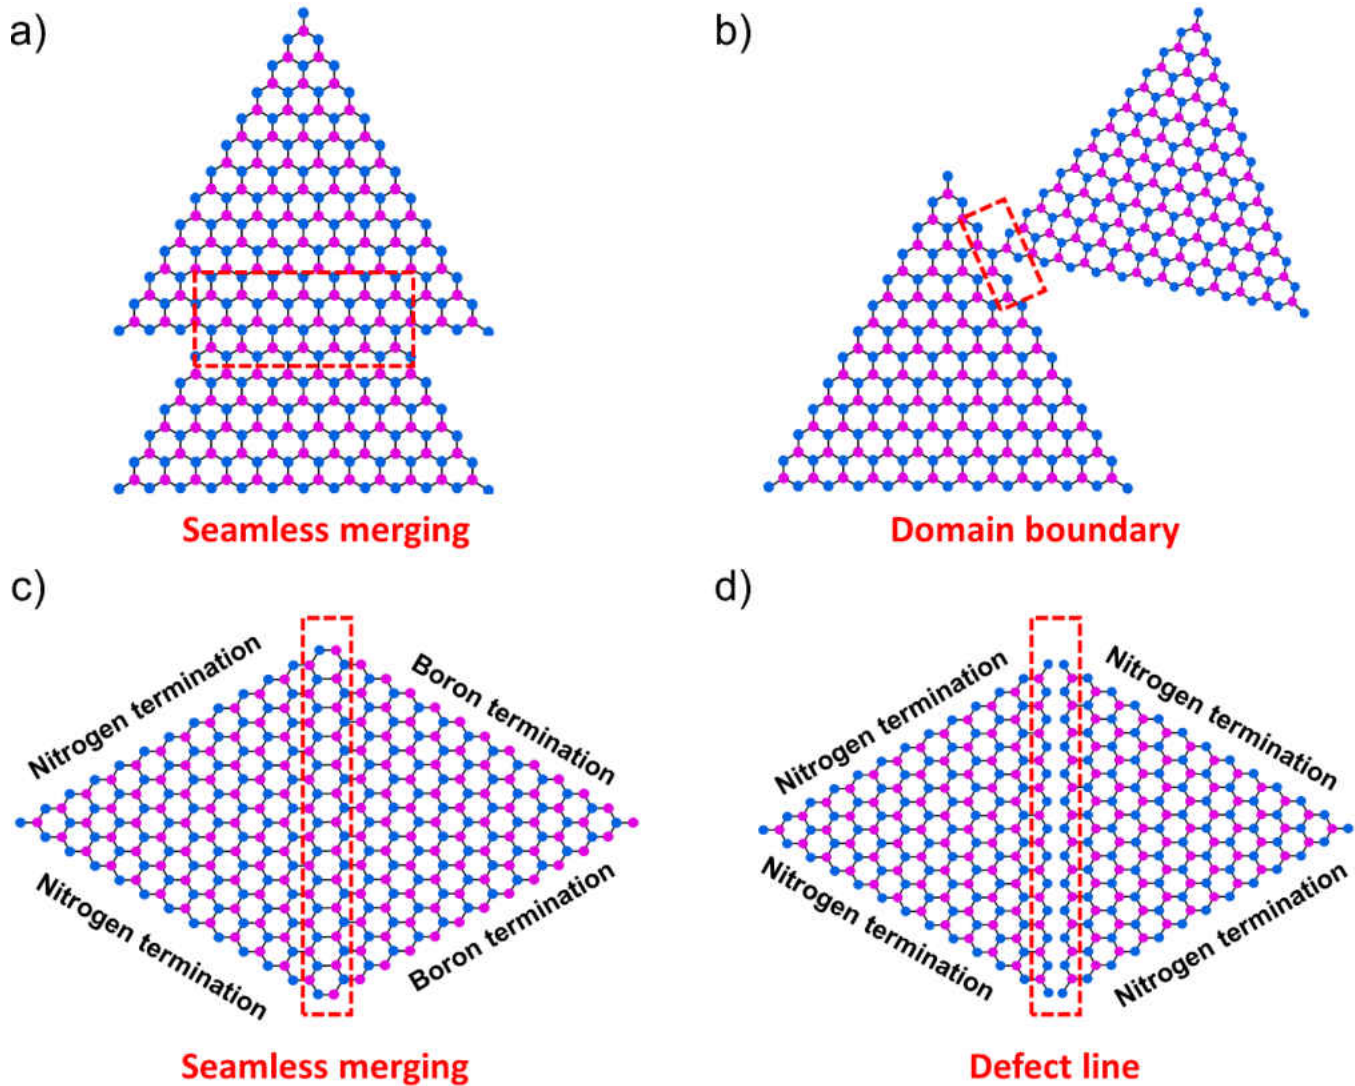 a)
b)
Seamless merging
Domain boundary
c)
d)
Nitrogen termination
Boron termination
Nitrogen termination
Boron termination
Nitrogen termination
Nitrogen termination
Nitrogen termination
Nitrogen termination
Seamless merging
Defect line